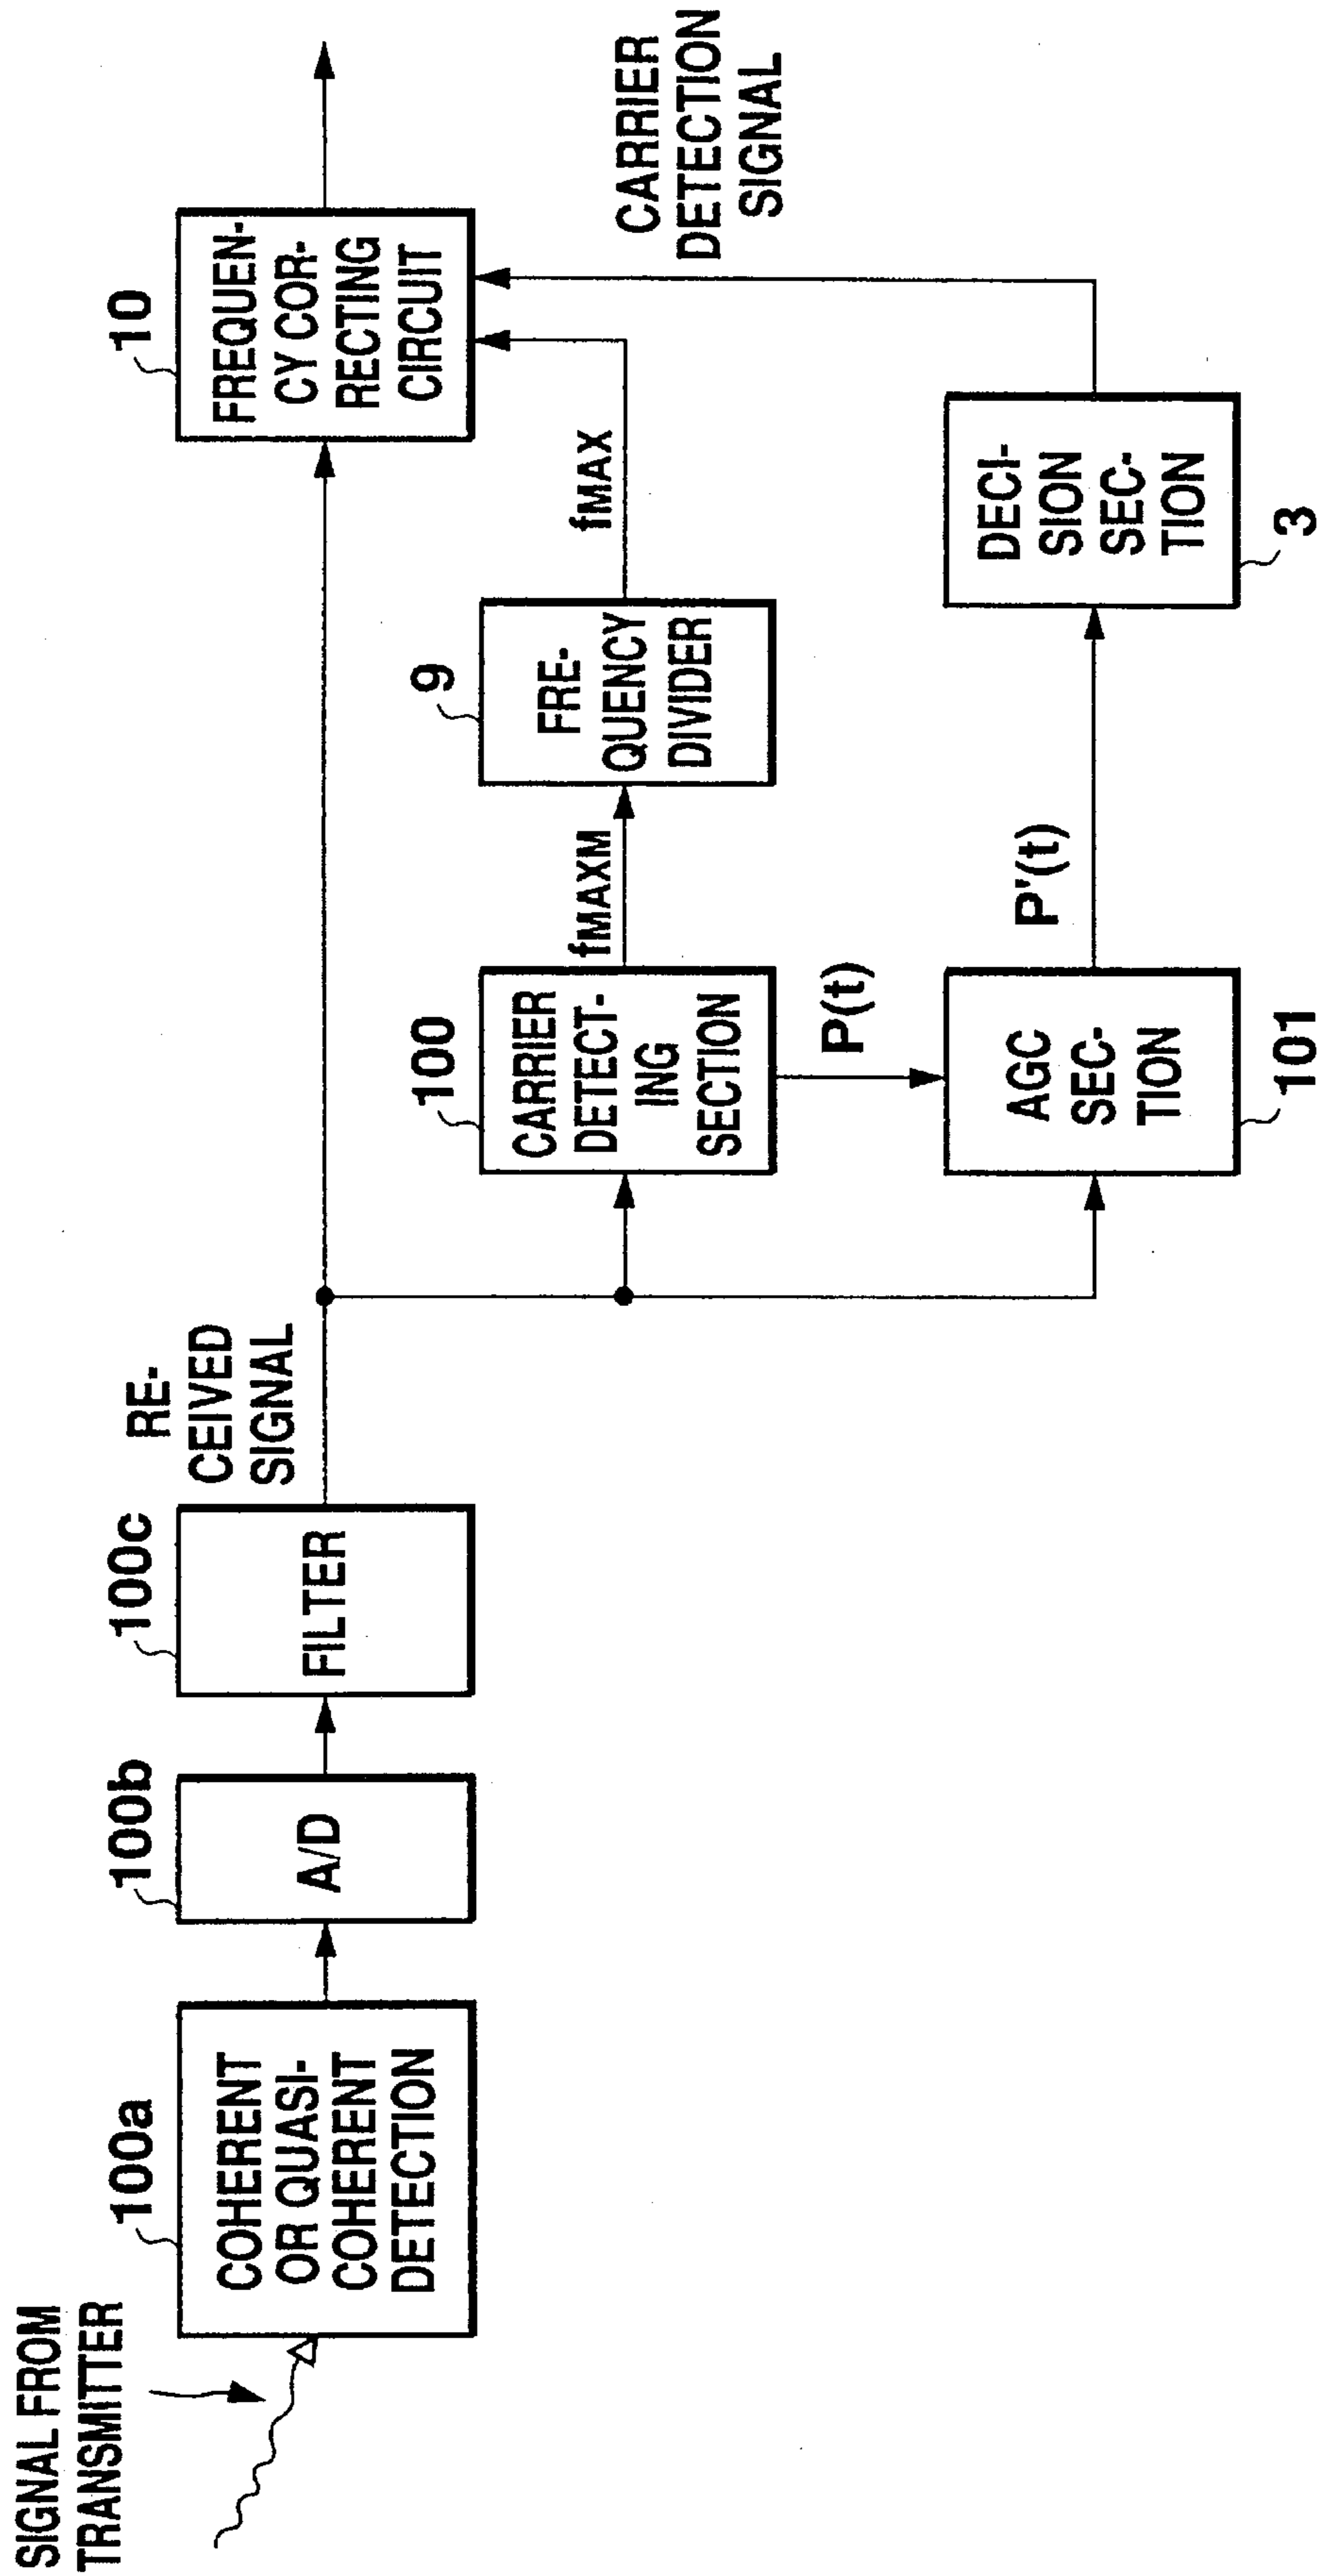 SIGNAL FROM
TRANSMITTER
100a
COHERENT
OR QUASI-
COHERENT
DETECTION
100b
A/D
100c
FILTER
RE-
CEIVED
SIGNAL
10
FREQUEN-
CY COR-
RECTING
CIRCUIT
100
CARRIER
DETECT-
ING
SECTION
fMAXM
9
FRE-
QUENCY
DIVIDER
fMAX
P(t)
AGC
SEC-
TION
101
P'(t)
DECI-
SION
SEC-
TION
3
CARRIER
DETECTION
SIGNAL